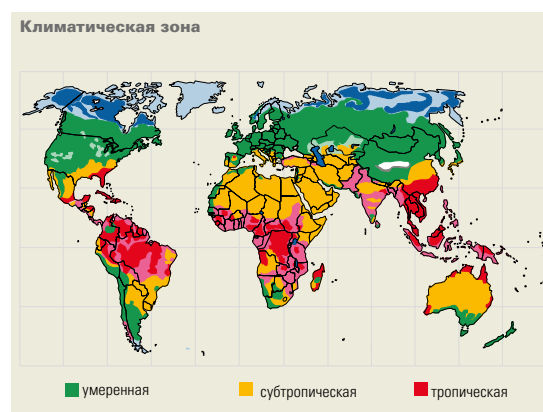 Климатическая зона
умеренная субтропическая тропическая